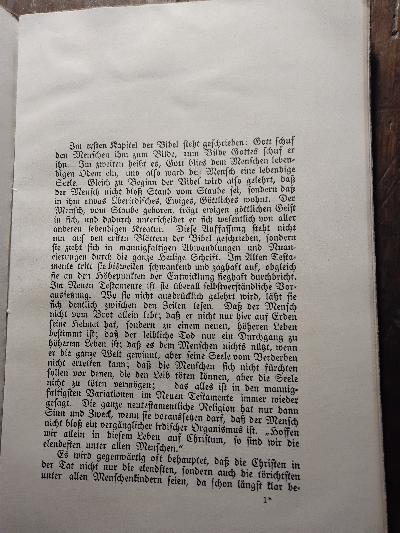 Im ersten Kapitel der Bibel steht geschrieben: Gott schuf
den Menschen ihm zum Bilde, zum Bilde Gottes schuf er
ihn. Im zweiten heißt es, Gott blies dem Menschen leben-
digen Odem ein, und also ward der Mensch eine lebendige
Seele. Gleich zu Beginn der Bibel wird also gelehrt, daß
der Mensch nicht bloß Staub vom Staube sei, sondern daß
in ihm etwas Überirdisches, Ewiges, Göttliches wohnt. Der
Mensch, vom Staube geboren, trägt ewigen göttlichen Geist
in sich, und dadurch unterscheidet er sich wesentlich von aller
anderen lebendigen Kreatur. Diese Auffassung steht nicht
nur auf den ersten Blättern der Bibel geschrieben, sondern
sie zieht sich in mannigfaltigen Abwandlungen und Nuan-
cierungen durch die ganze Heilige Schrift. Im Alten Testa-
mente tritt sie bisweilen schwankend und zaghaft auf, obgleich
sie an den Höhepunkten der Entwicklung sieghaft durchbricht.
Im Neuen Testamente ist sie überall selbstverständliche Vor-
aussetzung. Wo sie nicht ausdrücklich gelehrt wird, läßt sie
sich deutlich zwischen den Zeilen lesen. Daß der Mensch
nicht vom Brot allein lebt; daß er nicht nur hier auf Erden
seine Heimat hat, sondern zu einem neuen, höheren Leben
bestimmt ist; daß der leibliche Tod nur ein Durchgang zu
höherem Leben ist; daß es dem Menschen nichts nützt, wenn
er die ganze Welt gewinnt, aber seine Seele vom Verderben
nicht erretten kann; daß die Menschen sich nicht fürchten
sollen vor denen, die den Leib töten können, aber die Seele
nicht zu töten vermögen; das alles ist in den mannig-
faltigsten Variationen im Neuen Testamente immer wieder
gesagt. Die ganze neutestamentliche Religion hat nur dann
Sinn und Zweck, wenn sie voraussetzen darf, daß der Mensch
nicht bloß ein vergänglicher irdischer Organismus ist. „Hoffen
wir allein in diesem Leben auf Christum, so sind wir die
elendesten unter allen Menschen.“
Es wird gegenwärtig oft behauptet, daß die Christen in
der Tat nicht nur die elendsten, sondern auch die törichtsten
unter allen Menschenkindern seien, da schon längst klar be-
1*